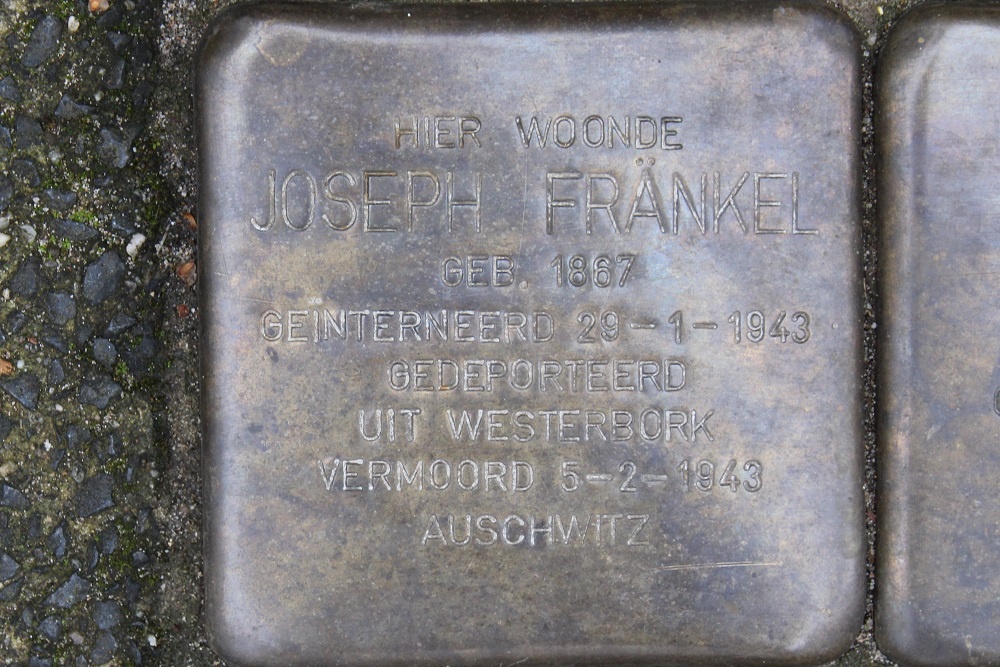 HIER WOONDE
JOSEPH FRÄNKEL
GEB. 1867
GEÏNTERNEERD 29-1-1943
GEDEPORTEERD
UIT WESTERBORK
VERMOORD 5-2-1943
AUSCHWITZ